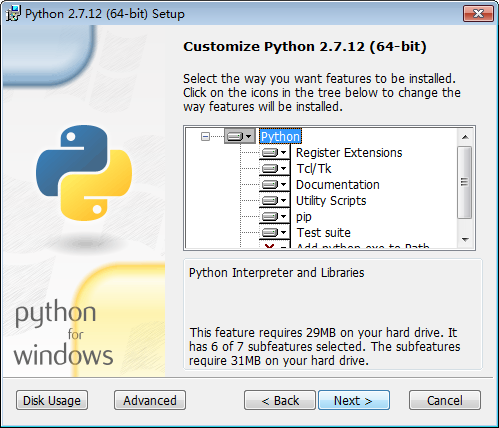 Python 2.7.12 (64-bit) Setup
Customize Python 2.7.12 (64-bit)
Select the way you want features to be installed.
Click on the icons in the tree below to change the
way features will be installed.
Python
Register Extensions
Tcl/Tk
Documentation
Utility Scripts
pip
Test suite
Add python.exe to Path
Python Interpreter and Libraries
This feature requires 29MB on your hard drive. It
has 6 of 7 subfeatures selected. The subfeatures
require 31MB on your hard drive.
python
for
windows
Disk Usage
Advanced
< Back
Next >
Cancel